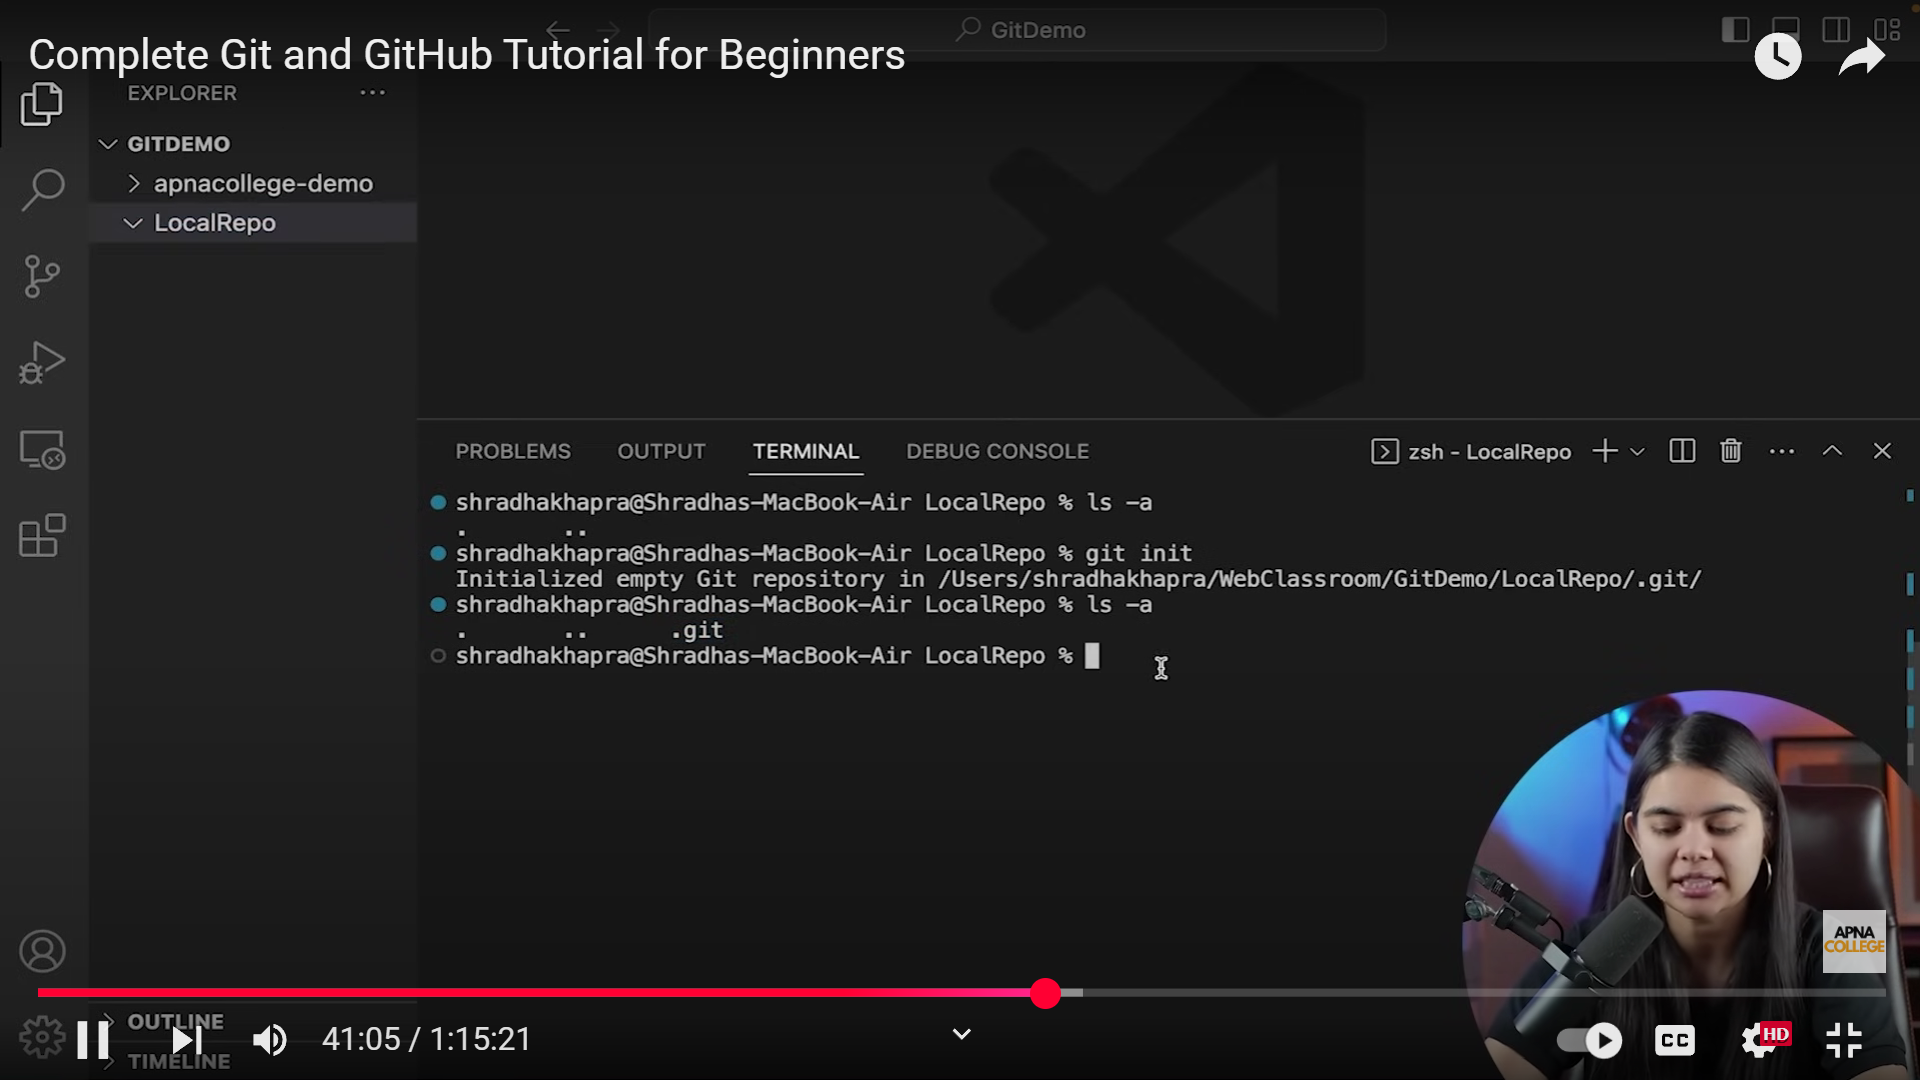 GitDemo
Complete Git and GitHub Tutorial for Beginners
EXPLORER
GITDEMO
apnacollege-demo
LocalRepo
PROBLEMS OUTPUT TERMINAL DEBUG CONSOLE zsh - LocalRepo
shradhakhapra@Shradhas-MacBook-Air LocalRepo % ls -a
. ..
shradhakhapra@Shradhas-MacBook-Air LocalRepo % git init
Initialized empty Git repository in /Users/shradhakhapra/WebClassroom/GitDemo/LocalRepo/.git/
shradhakhapra@Shradhas-MacBook-Air LocalRepo % ls -a
. .. .git
shradhakhapra@Shradhas-MacBook-Air LocalRepo %
APNA
COLLEGE
OUTLINE
41:05 / 1:15:21
CC
HD
TIMELINE